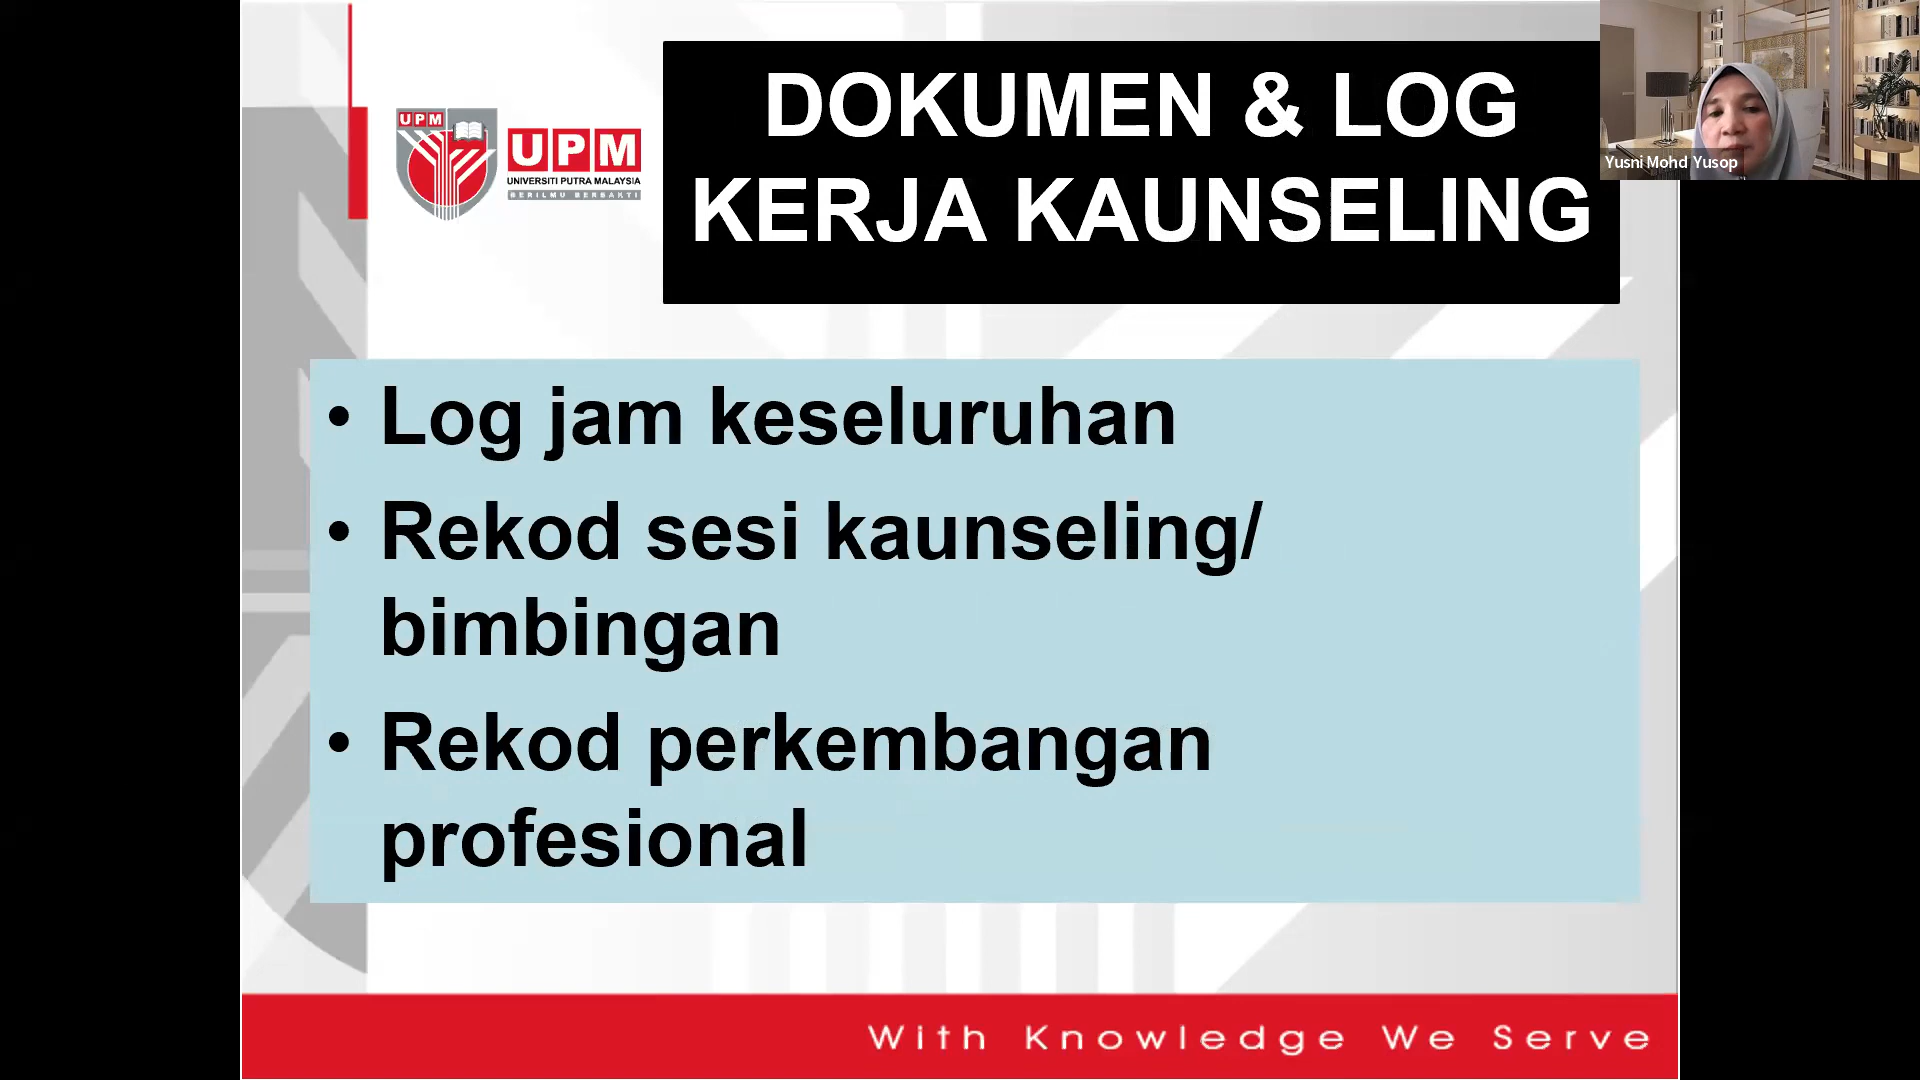 UPM
UPM
UNIVERSITI PUTRA MALAYSIA
BERILMU BERBAKTI
DOKUMEN & LOG
KERJA KAUNSELING
Yusni Mohd Yusop
• Log jam keseluruhan
• Rekod sesi kaunseling/
bimbingan
• Rekod perkembangan
profesional
With Knowledge We Serve